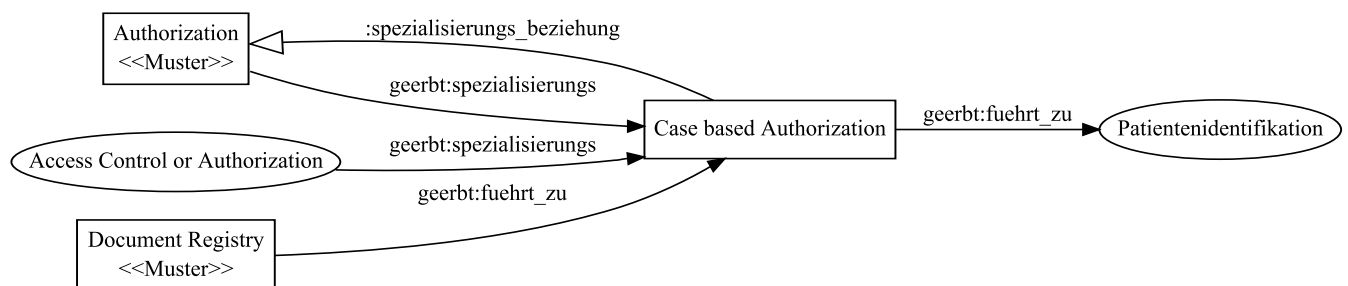 Authorization
<<Muster>>
:spezialisierungs_beziehung
geerbt:spezialisierungs
Case based Authorization
geerbt:fuehrt_zu
Patientenidentifikation
Access Control or Authorization
geerbt:spezialisierungs
geerbt:fuehrt_zu
Document Registry
<<Muster>>